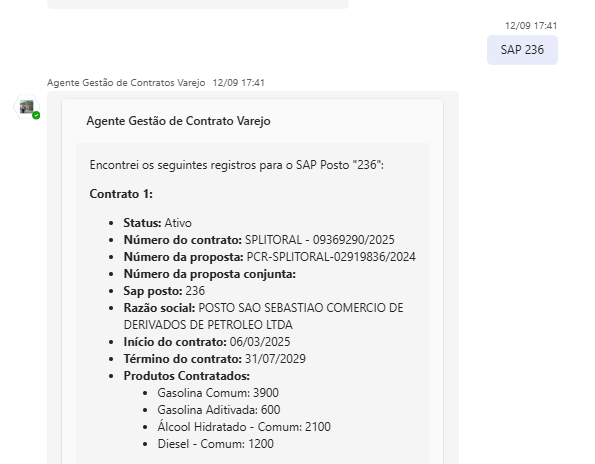 12/09 17:41
SAP 236
Agente Gestão de Contratos Varejo 12/09 17:41
Agente Gestão de Contrato Varejo
Encontrei os seguintes registros para o SAP Posto "236":
Contrato 1:
• Status: Ativo
• Número do contrato: SPLITORAL - 09369290/2025
• Número da proposta: PCR-SPLITORAL-02919836/2024
• Número da proposta conjunta:
• Sap posto: 236
• Razão social: POSTO SAO SEBASTIAO COMERCIO DE
DERIVADOS DE PETROLEO LTDA
• Início do contrato: 06/03/2025
• Término do contrato: 31/07/2029
• Produtos Contratados:
• Gasolina Comum: 3900
• Gasolina Aditivada: 600
• Álcool Hidratado - Comum: 2100
• Diesel - Comum: 1200